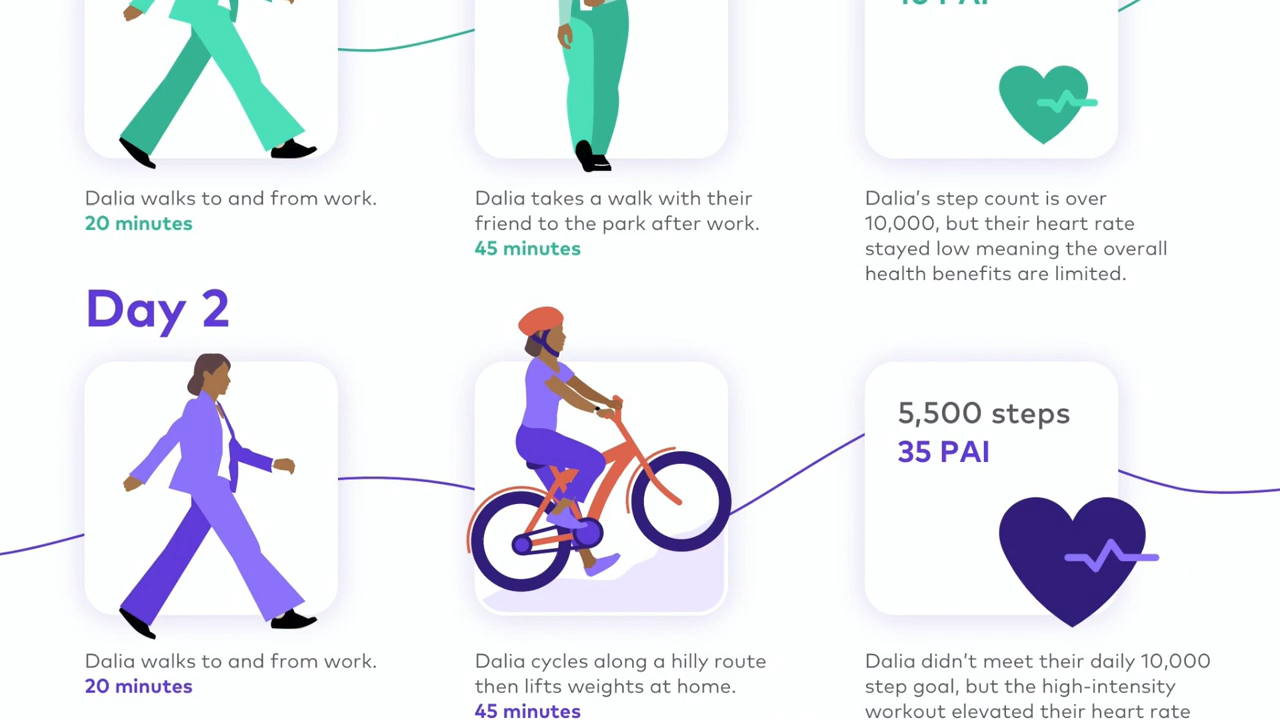 Dalia walks to and from work.
20 minutes
Dalia takes a walk with their
friend to the park after work.
45 minutes
Dalia’s step count is over
10,000, but their heart rate
stayed low meaning the overall
health benefits are limited.
Day 2
5,500 steps
35 PAI
Dalia walks to and from work.
20 minutes
Dalia cycles along a hilly route
then lifts weights at home.
45 minutes
Dalia didn’t meet their daily 10,000
step goal, but the high-intensity
workout elevated their heart rate